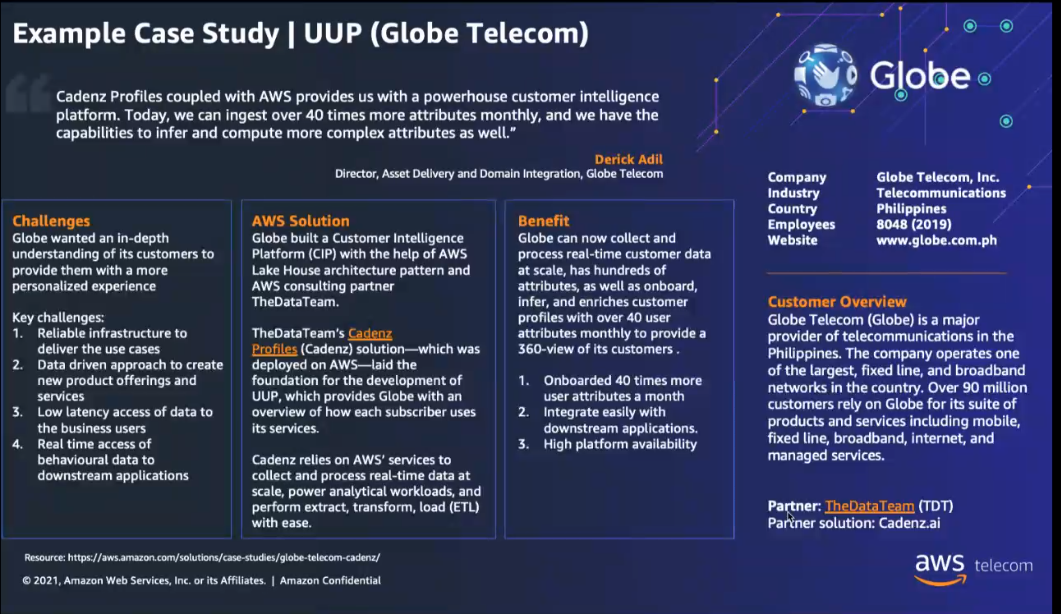 Example Case Study | UUP (Globe Telecom)
Globe
Cadenz Profiles coupled with AWS provides us with a powerhouse customer intelligence
platform. Today, we can ingest over 40 times more attributes monthly, and we have the
capabilities to infer and compute more complex attributes as well.”
Derick Adil
Director, Asset Delivery and Domain Integration, Globe Telecom
Challenges
Globe wanted an in-depth
understanding of its customers to
provide them with a more
personalized experience
Key challenges:
1. Reliable infrastructure to
deliver the use cases
2. Data driven approach to create
new product offerings and
services
3. Low latency access of data to
the business users
4. Real time access of
behavioural data to
downstream applications
AWS Solution
Globe built a Customer Intelligence
Platform (CIP) with the help of AWS
Lake House architecture pattern and
AWS consulting partner
TheDataTeam.
TheDataTeam’s Cadenz
Profiles (Cadenz) solution—which was
deployed on AWS—laid the
foundation for the development of
UUP, which provides Globe with an
overview of how each subscriber uses
its services.
Cadenz relies on AWS’ services to
collect and process real-time data at
scale, power analytical workloads, and
perform extract, transform, load (ETL)
with ease.
Benefit
Globe can now collect and
process real-time customer data
at scale, has hundreds of
attributes, as well as onboard,
infer, and enriches customer
profiles with over 40 user
attributes monthly to provide a
360-view of its customers .
1. Onboarded 40 times more
user attributes a month
2. Integrate easily with
downstream applications.
3. High platform availability
Company Globe Telecom, Inc.
Industry Telecommunications
Country Philippines
Employees 8048 (2019)
Website www.globe.com.ph
Customer Overview
Globe Telecom (Globe) is a major
provider of telecommunications in the
Philippines. The company operates one
of the largest, fixed line, and broadband
networks in the country. Over 90 million
customers rely on Globe for its suite of
products and services including mobile,
fixed line, broadband, internet, and
managed services.
Partner: TheDataTeam (TDT)
Partner solution: Cadenz.ai
Resource: https://aws.amazon.com/solutions/case-studies/globe-telecom-cadenz/
© 2021, Amazon Web Services, Inc. or its Affiliates. | Amazon Confidential
aws telecom